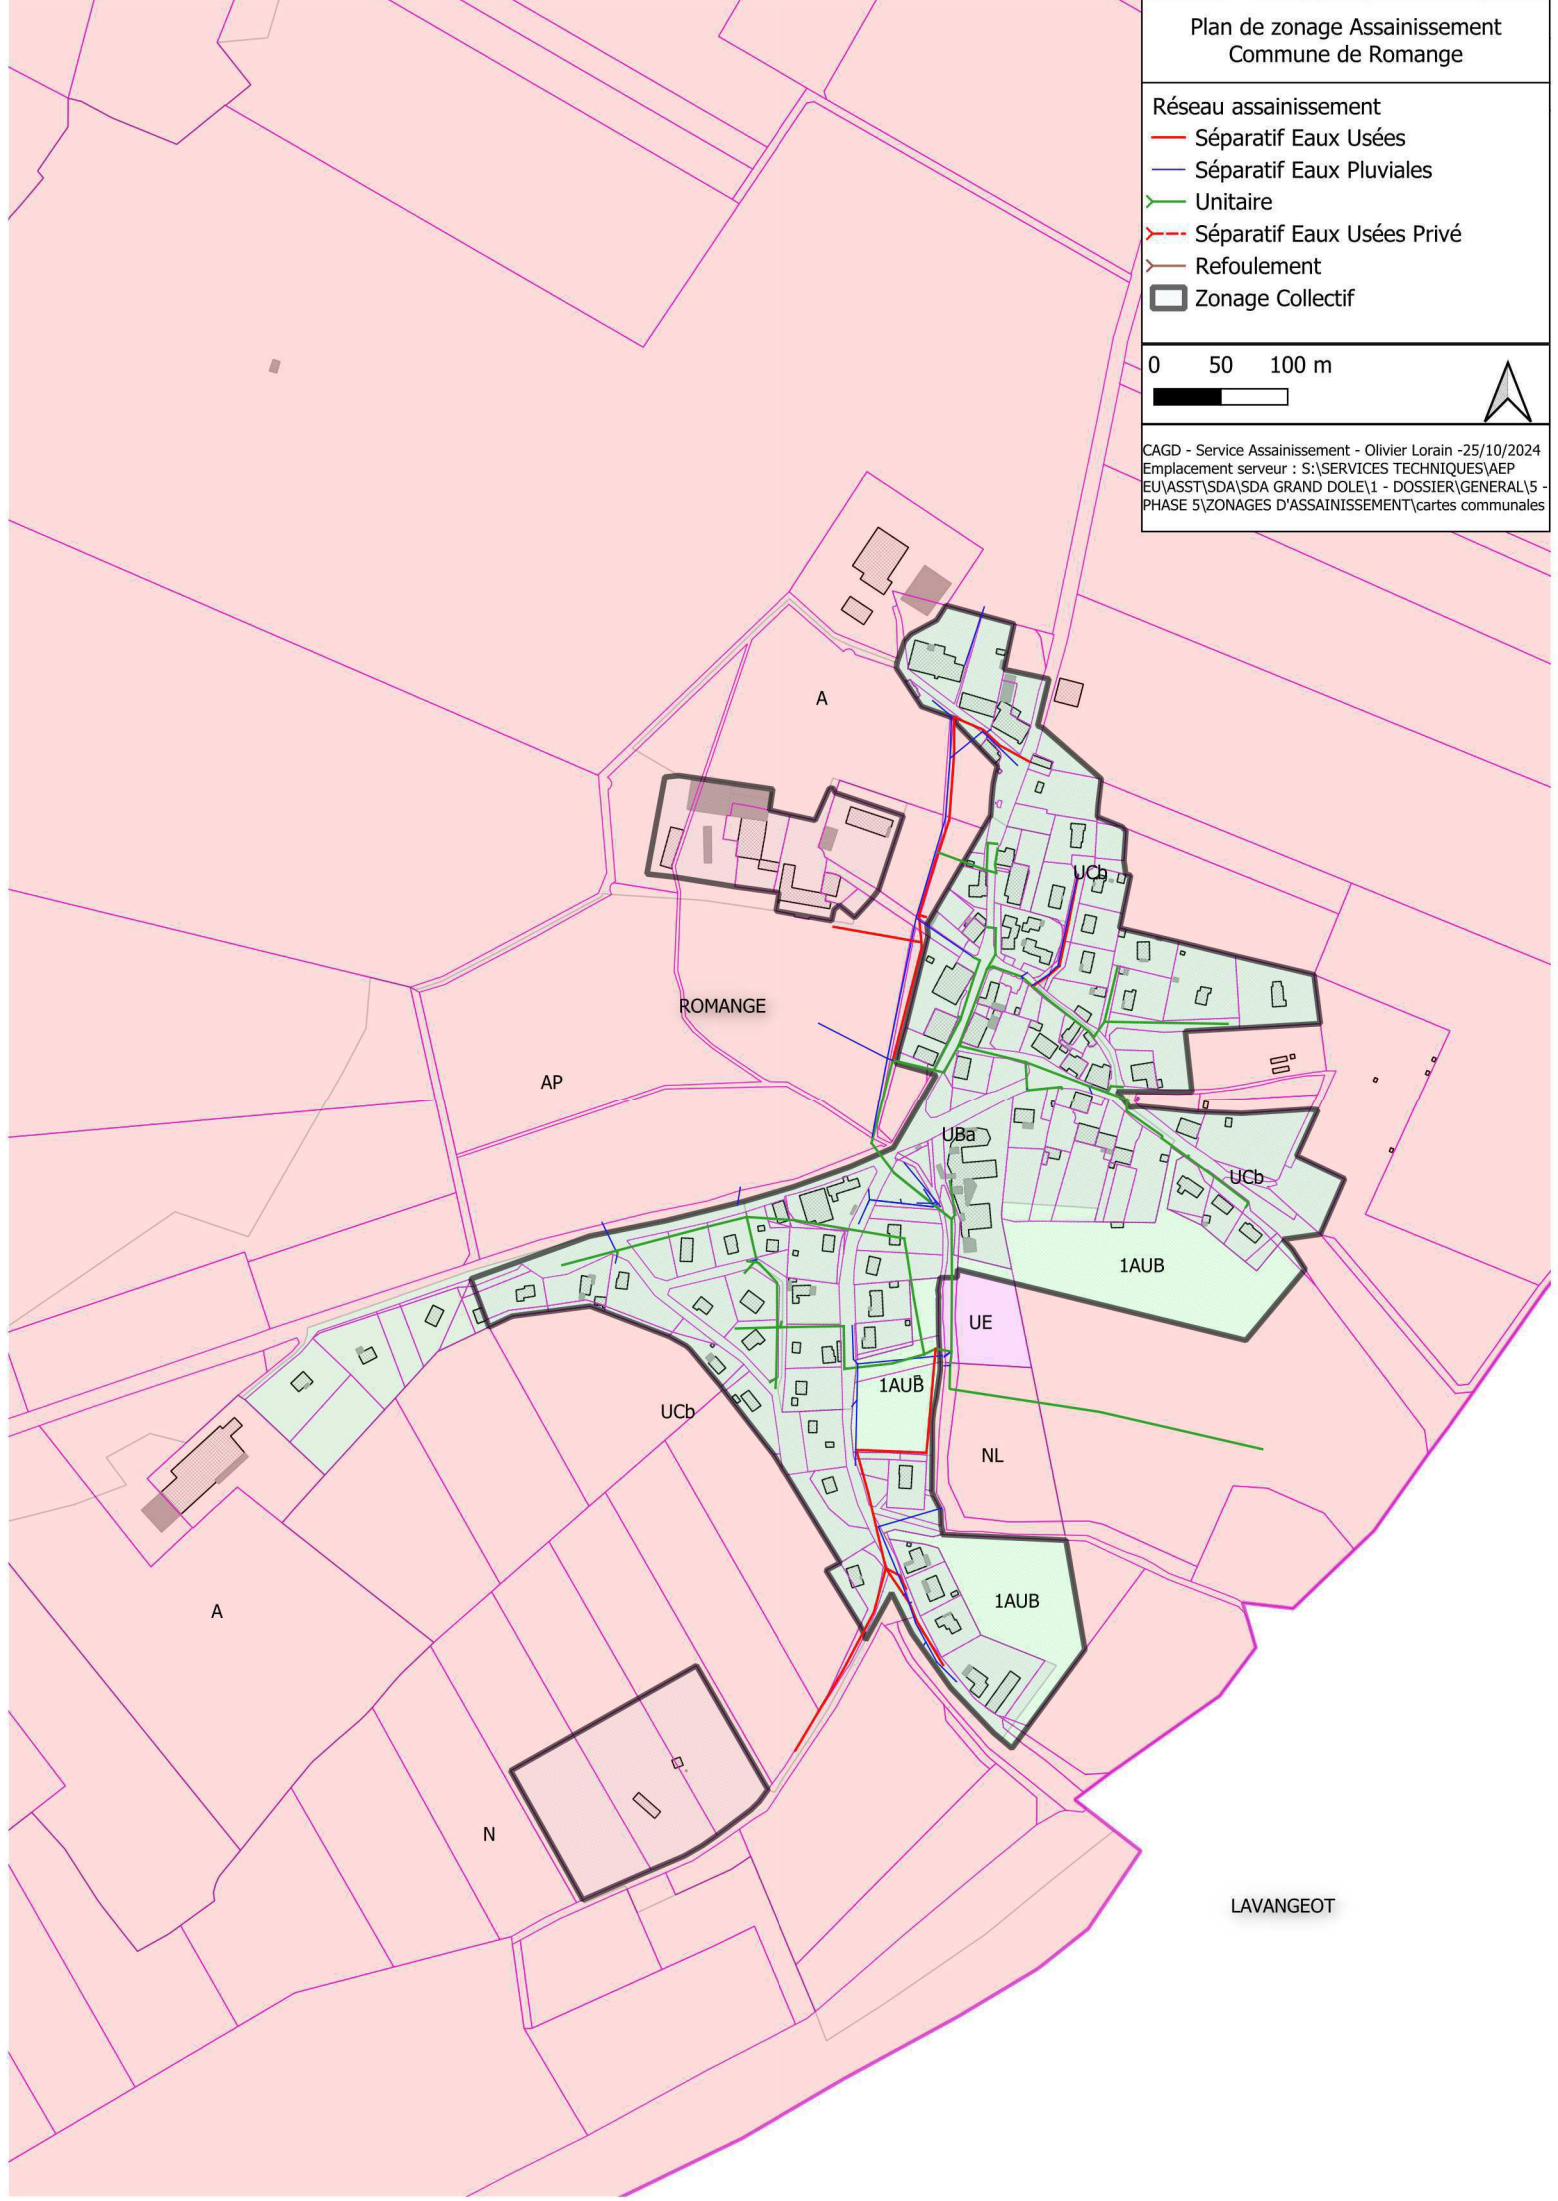 Plan de zonage Assainissement
Commune de Romange
Réseau assainissement
Séparatif Eaux Usées
Séparatif Eaux Pluviales
Unitaire
Séparatif Eaux Usées Privé
Refoulement
Zonage Collectif
0 50 100 m
CAGD - Service Assainissement - Olivier Lorain -25/10/2024
Emplacement serveur : S:\SERVICES TECHNIQUES\AEP
EU\ASST\SDA\SDA GRAND DOLE\1 - DOSSIER\GENERAL\5 -
PHASE 5\ZONAGES D'ASSAINISSEMENT\cartes communales
A
UCb
ROMANGE
AP
UBa
UCb
1AUB
UE
1AUB
UCb
NL
1AUB
A
N
LAVANGEOT